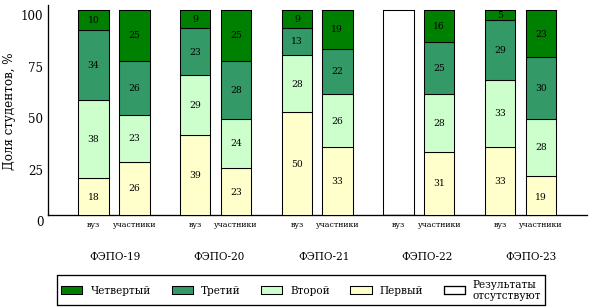 Доля студентов, %
100
75
50
25
0
10 25 9 25 9 19 16 5 23
34 26 23 28 13 22 25 29 30
38 23 29 24 28 26 28 33 28
18 26 39 23 50 33 31 33 19
вуз участники вуз участники вуз участники вуз участники вуз участники
ФЭПО-19 ФЭПО-20 ФЭПО-21 ФЭПО-22 ФЭПО-23
Четвертый Третий Второй Первый Результаты
отсутствуют